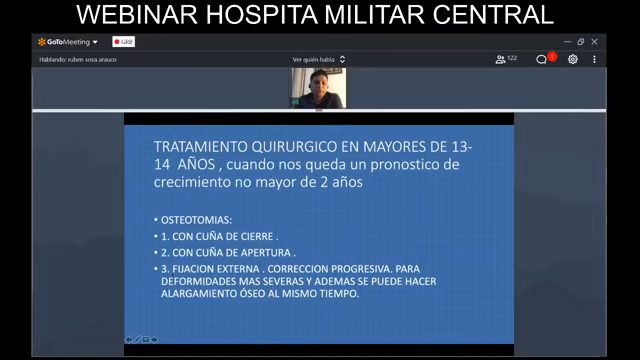 WEBINAR HOSPITA MILITAR CENTRAL
GoToMeeting
GRB
Hablando: ruben sosa arauco
Ver quién habla
122
1
TRATAMIENTO QUIRURGICO EN MAYORES DE 13-
14 AÑOS , cuando nos queda un pronostico de
crecimiento no mayor de 2 años
• OSTEOTOMIAS:
• 1. CON CUÑA DE CIERRE .
• 2. CON CUÑA DE APERTURA .
• 3. FIJACION EXTERNA . CORRECCION PROGRESIVA. PARA
DEFORMIDADES MAS SEVERAS Y ADEMAS SE PUEDE HACER
ALARGAMIENTO ÓSEO AL MISMO TIEMPO.